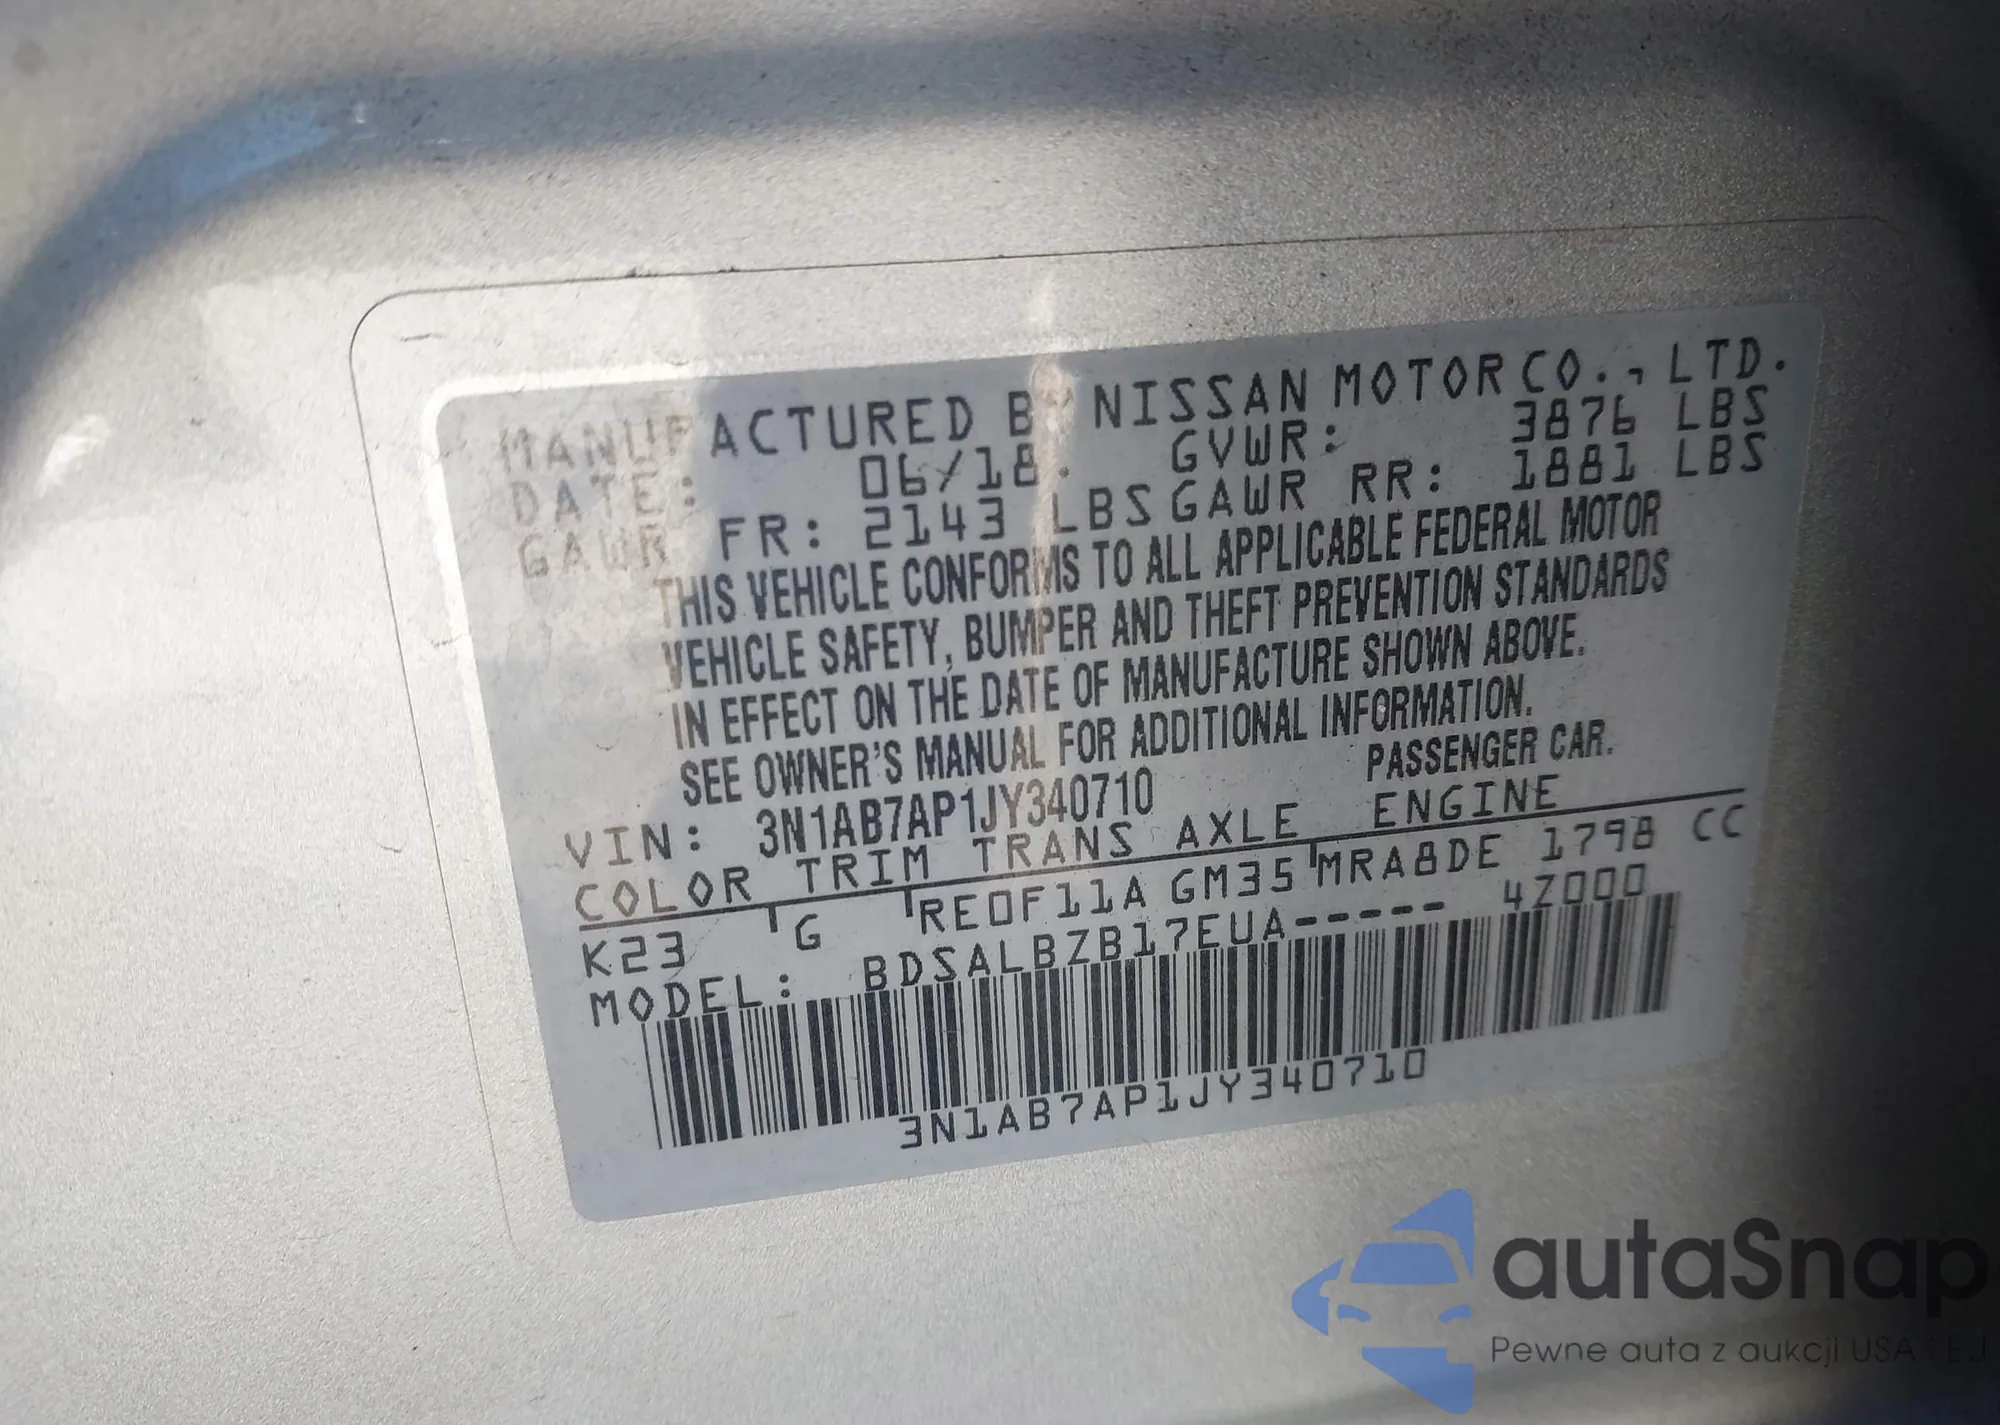 MANUFACTURED BY NISSAN MOTOR CO., LTD.
DATE: 06/18. GVWR: 3876 LBS
GAWR FR: 2143 LBS GAWR RR: 1881 LBS
THIS VEHICLE CONFORMS TO ALL APPLICABLE FEDERAL MOTOR
VEHICLE SAFETY, BUMPER AND THEFT PREVENTION STANDARDS
IN EFFECT ON THE DATE OF MANUFACTURE SHOWN ABOVE.
SEE OWNER'S MANUAL FOR ADDITIONAL INFORMATION.
VIN: 3N1AB7AP1JY340710 PASSENGER CAR.
COLOR TRIM TRANS AXLE ENGINE
K23 G RE0F11A GM35 MRA8DE 1798 CC
MODEL: BDSALBZB17EUA----- 4Z000
3N1AB7AP1JY340710
autaSnap
Pewne auta z aukcji USA i EU